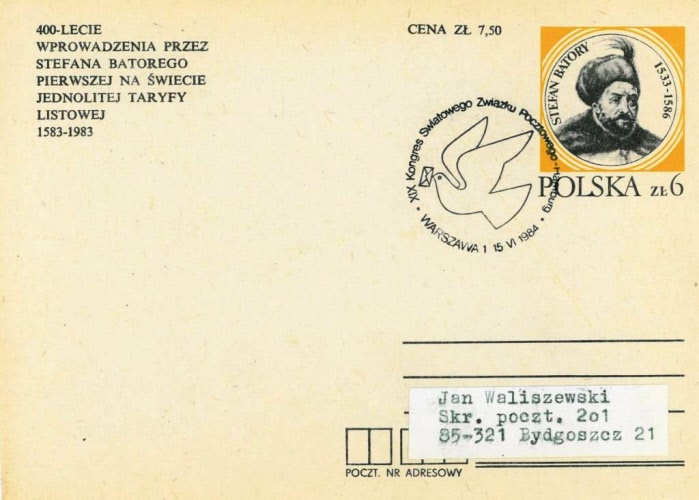 400-LECIE
WPROWADZENIA PRZEZ
STEFANA BATOREGO
PIERWSZEJ NA ŚWIECIE
JEDNOLITEJ TARYFY
LISTOWEJ
1583-1983
CENA ZŁ 7,50
STEFAN BATORY
1533-1586
POLSKA ZŁ 6
XIX Kongres Światowego Związku Pocztowego-Hamburg
WARSZAWA 1 15 VI 1984
Jan Waliszewski
Skr. poczt. 2o1
85-321 Bydgoszcz 21
POCZT. NR ADRESOWY